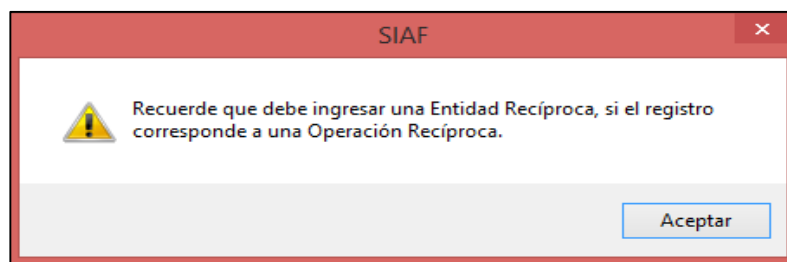 SIAF
Recuerde que debe ingresar una Entidad Recíproca, si el registro
corresponde a una Operación Recíproca.
Aceptar